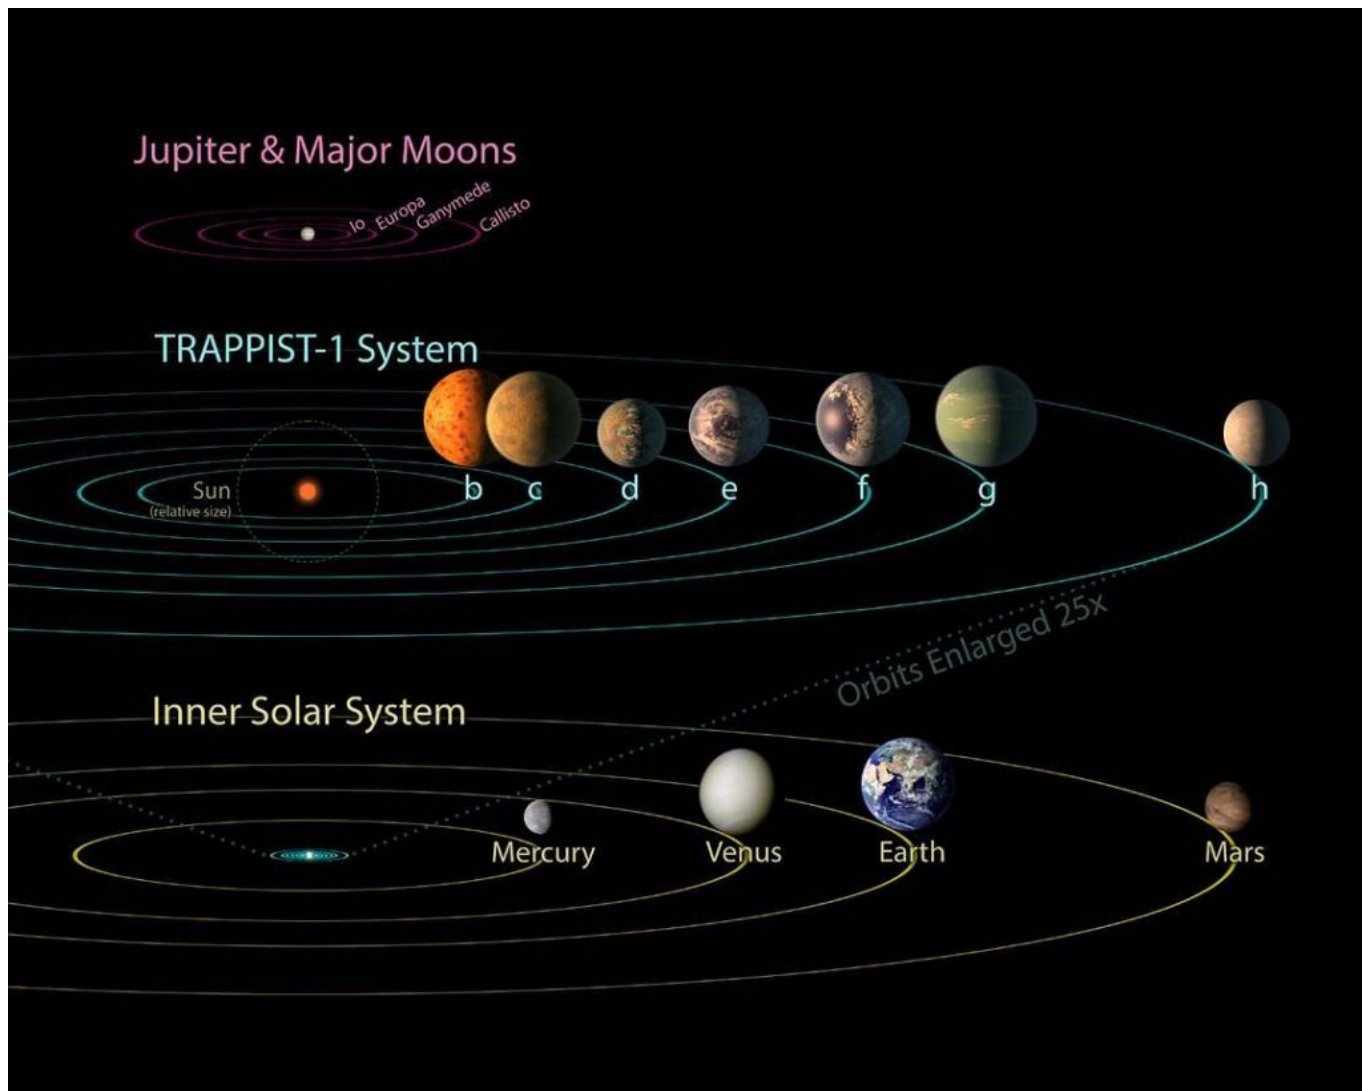 Jupiter & Major Moons
Io
Europa
Ganymede
Callisto
TRAPPIST-1 System
Sun
(relative size)
b
c
d
e
f
g
h
Orbits Enlarged 25x
Inner Solar System
Mercury
Venus
Earth
Mars